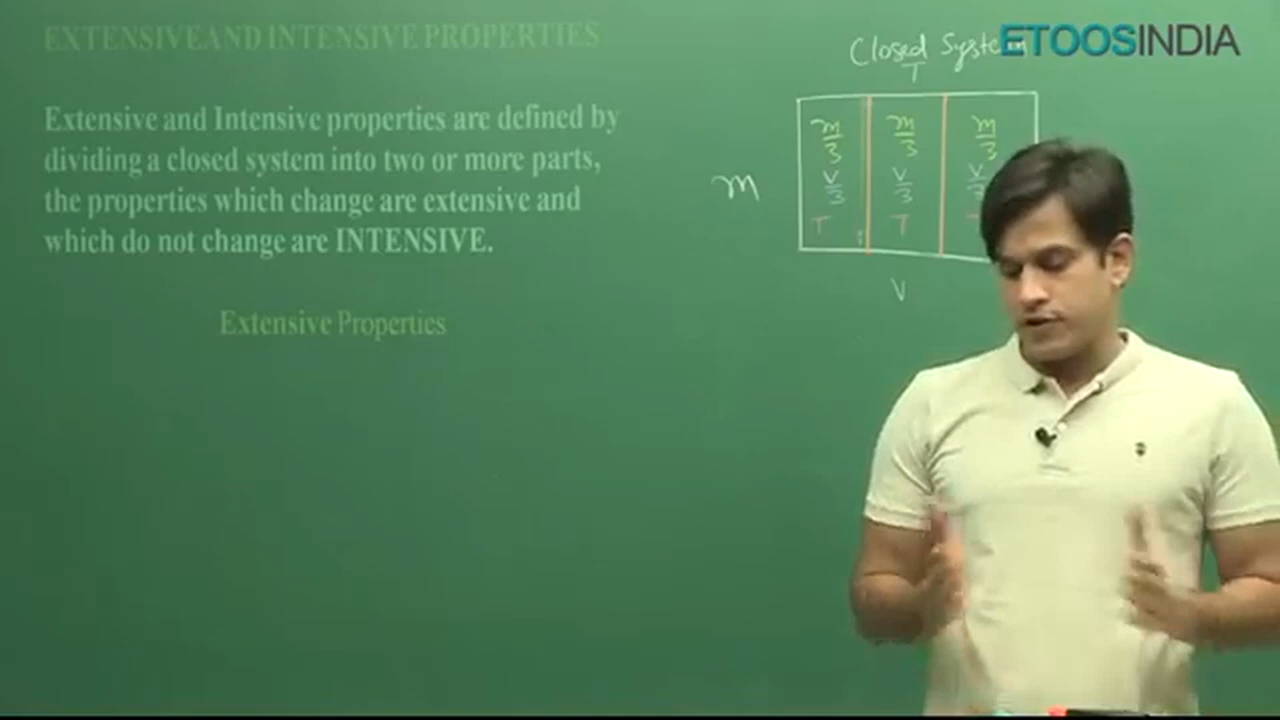 EXTENSIVE AND INTENSIVE PROPERTIES
Extensive and Intensive properties are defined by
dividing a closed system into two or more parts,
the properties which change are extensive and
which do not change are INTENSIVE.
Extensive Properties
ETOOSINDIA
Closed System
T
m/3 m/3 m/3
V/3 V/3
T T
m
V